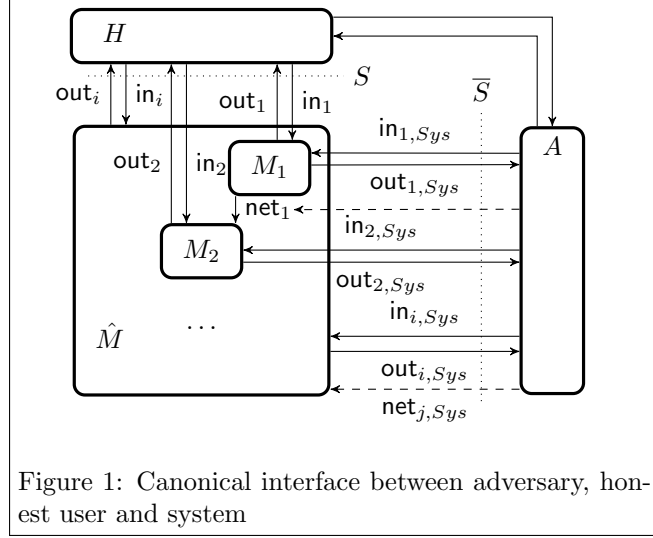 H
S
out_i
in_i
out_1
in_1
S̅
out_2
in_2
M_1
in_{1,Sys}
A
out_{1,Sys}
net_1
in_{2,Sys}
M_2
out_{2,Sys}
M̂
...
in_{i,Sys}
out_{i,Sys}
net_{j,Sys}
Figure 1: Canonical interface between adversary, hon-
est user and system